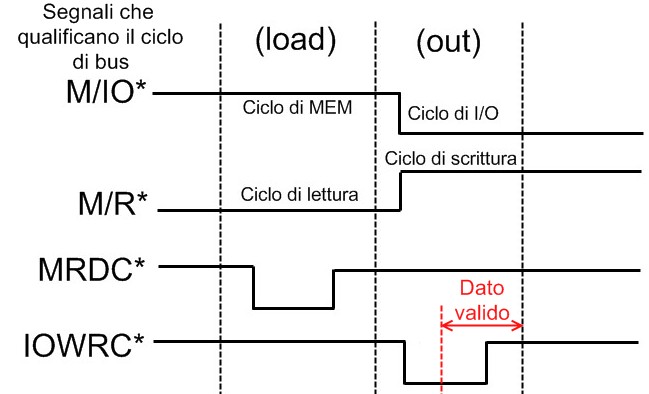 Segnali che
qualificano il ciclo
di bus
(load)
(out)
M/IO*
Ciclo di MEM
Ciclo di I/O
Ciclo di scrittura
Ciclo di lettura
M/R*
MRDC*
Dato
valido
IOWRC*